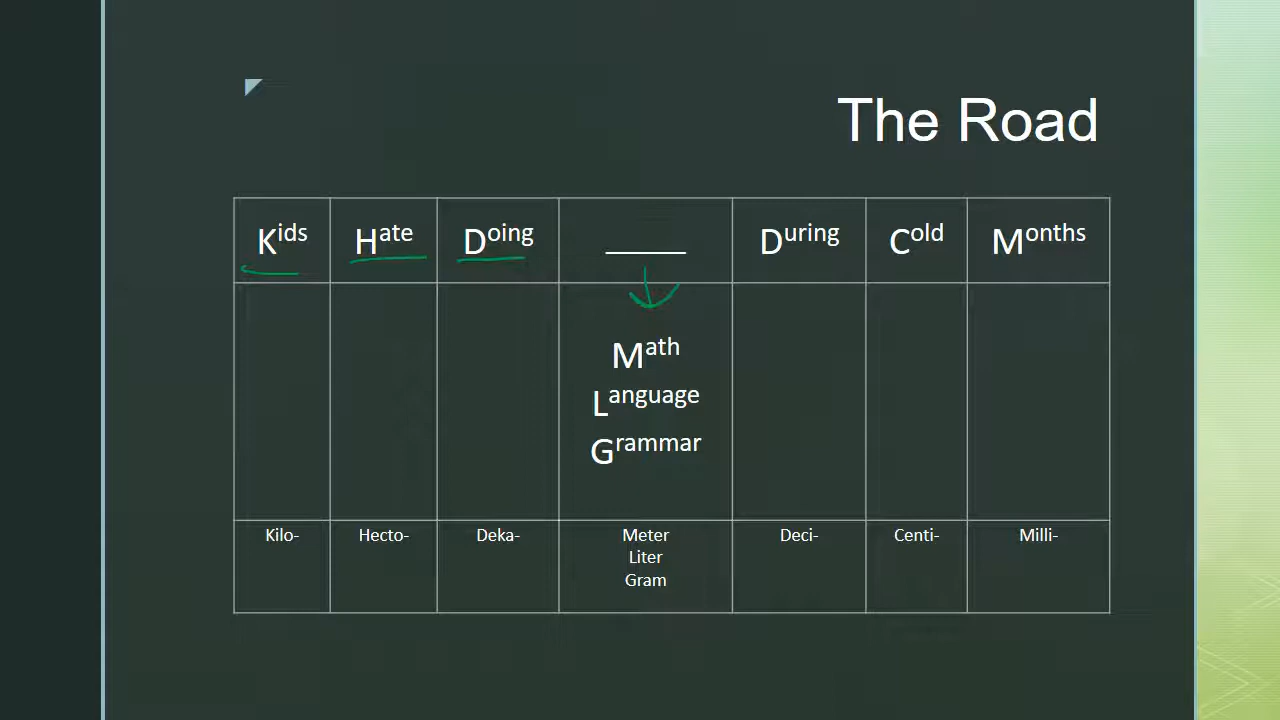 The Road
Kids Hate Doing ______ During Cold Months
Math
Language
Grammar
Kilo- Hecto- Deka- Meter Deci- Centi- Milli-
Liter
Gram